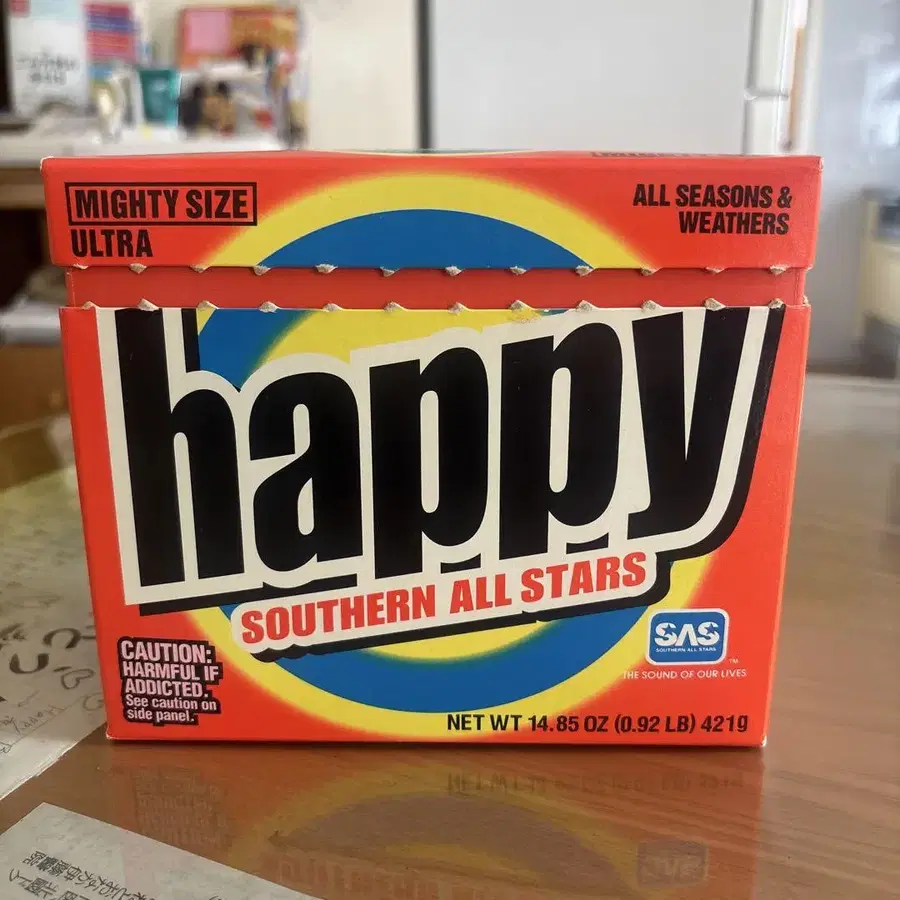 MIGHTY SIZE
ULTRA
ALL SEASONS &
WEATHERS
happy
SOUTHERN ALL STARS
SAS
SOUTHERN ALL STARS
TM
THE SOUND OF OUR LIVES
CAUTION:
HARMFUL IF
ADDICTED.
See caution on
side panel.
NET WT 14.85 OZ (0.92 LB) 421g